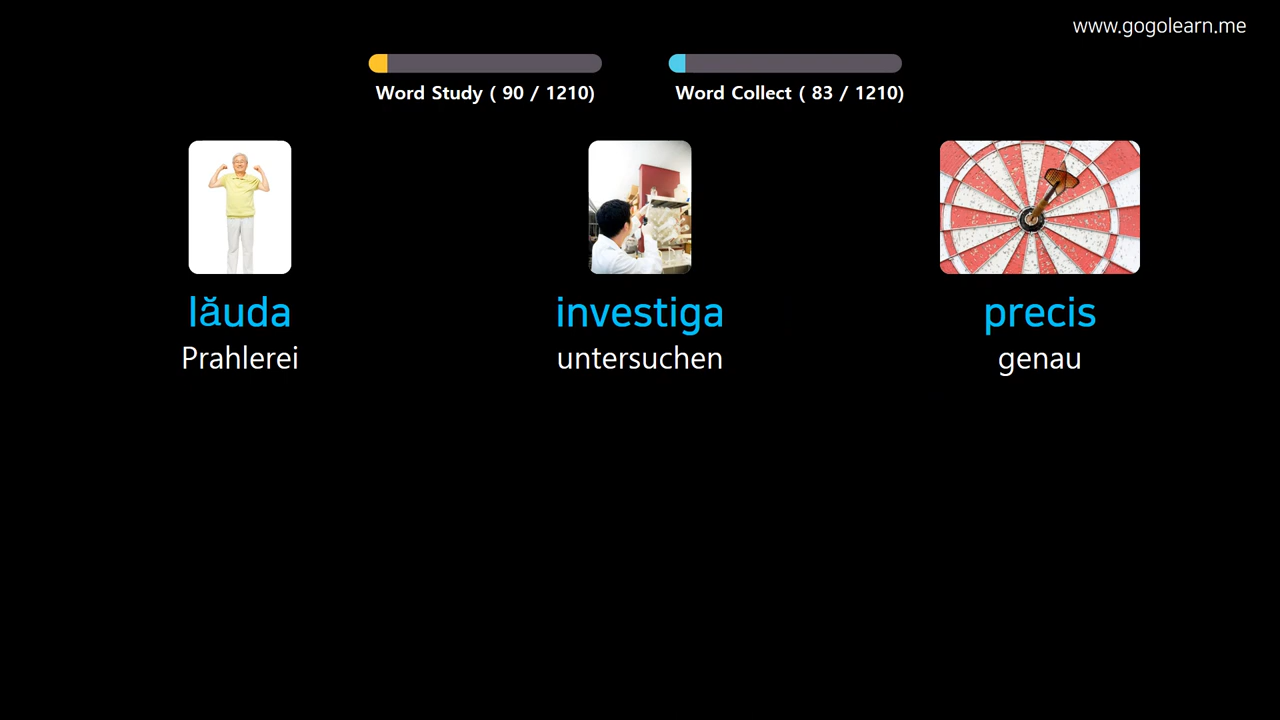 www.gogolearn.me
Word Study ( 90 / 1210)
Word Collect ( 83 / 1210)
lăuda
investiga
precis
Prahlerei
untersuchen
genau